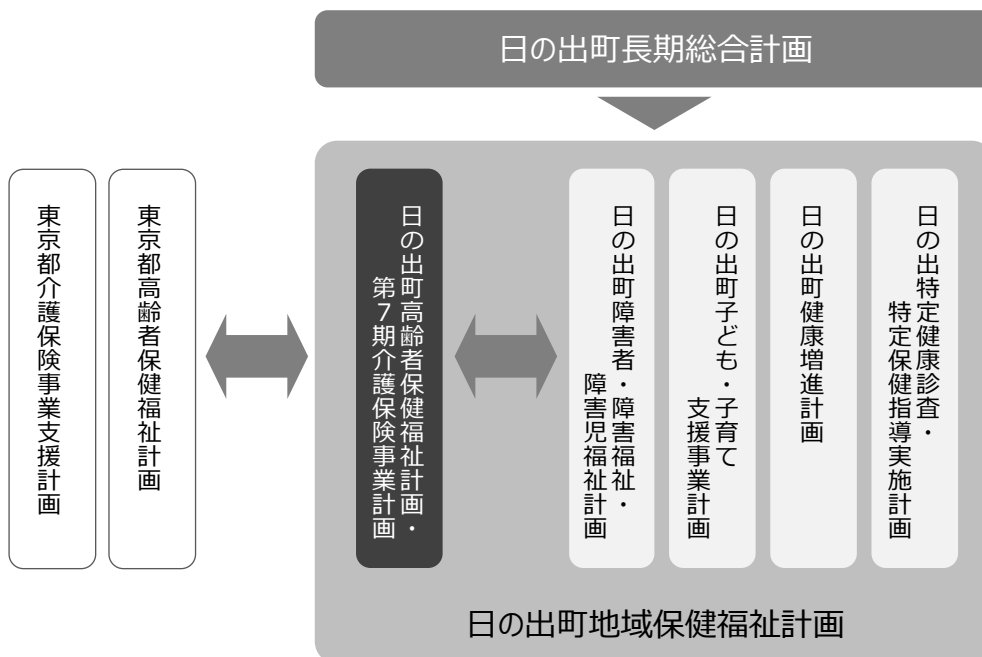 日の出町長期総合計画
東京都介護保険事業支援計画
東京都高齢者保健福祉計画
日の出町高齢者保健福祉計画・
第7期介護保険事業計画
日の出町障害者・障害福祉・
障害児福祉計画
日の出町子ども・子育て
支援事業計画
日の出町健康増進計画
日の出特定健康診査・
特定保健指導実施計画
日の出町地域保健福祉計画